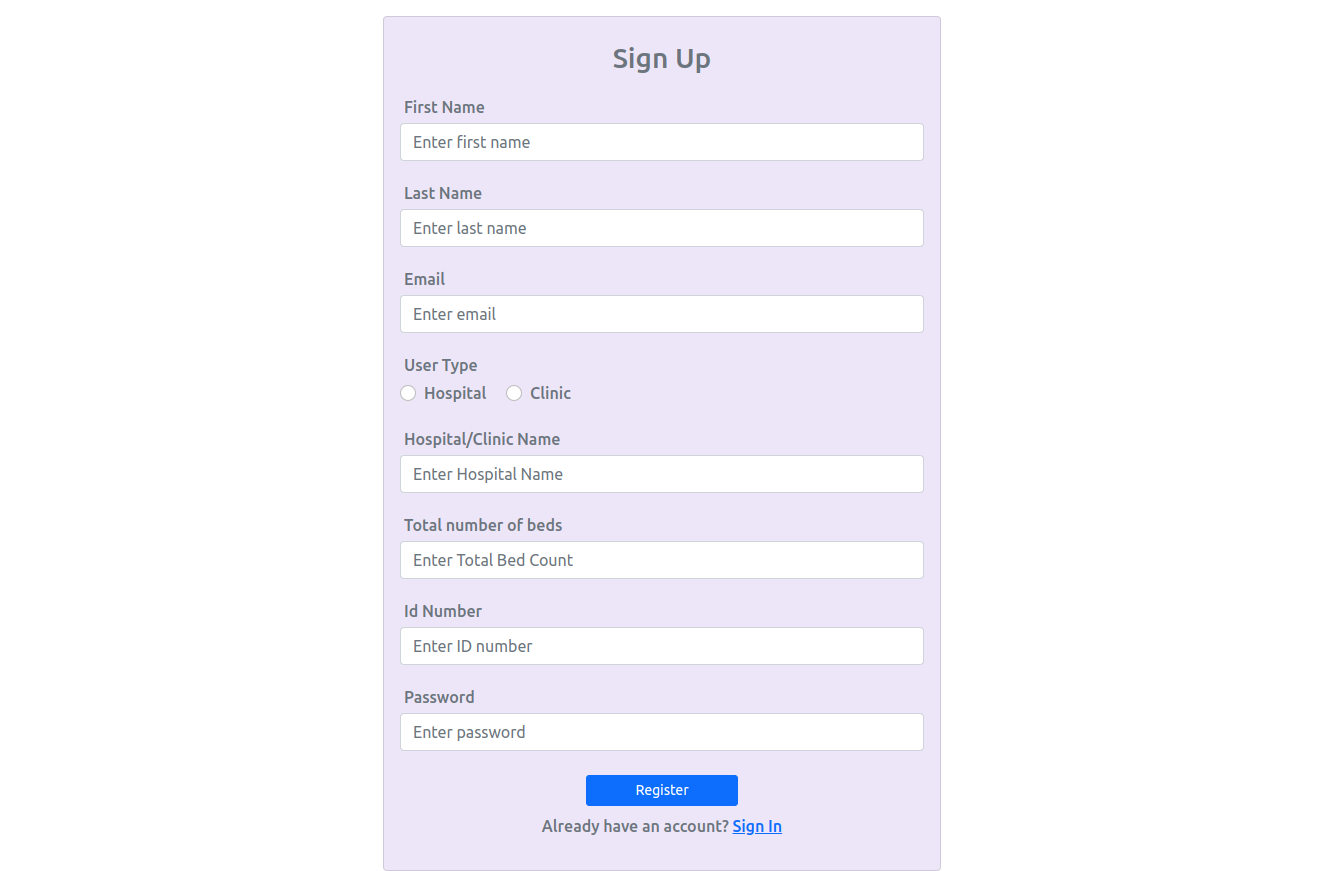 Sign Up
First Name
Enter first name
Last Name
Enter last name
Email
Enter email
User Type
Hospital Clinic
Hospital/Clinic Name
Enter Hospital Name
Total number of beds
Enter Total Bed Count
Id Number
Enter ID number
Password
Enter password
Register
Already have an account? Sign In